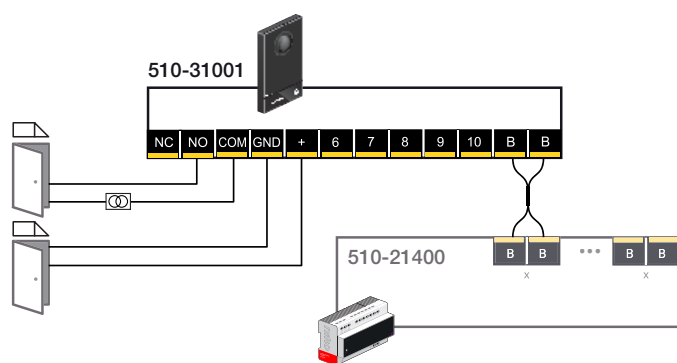 510-31001
NC NO COM GND + 6 7 8 9 10 B B
510-21400
B B ••• B B
x x